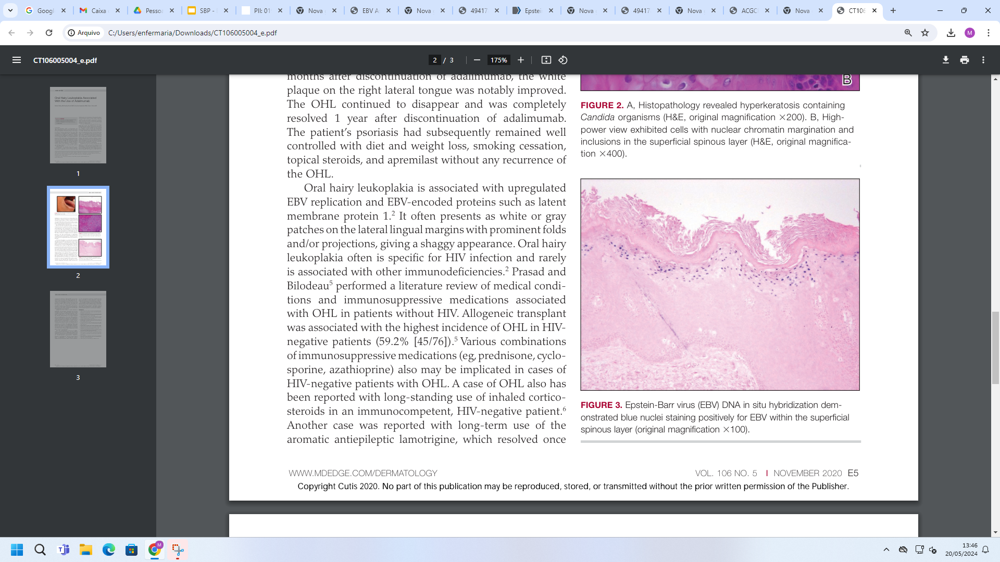 Googl
Caixa
Pesso
SBP -
PII: 01
Nova
EBV A
Nova
49417
Epste
Nova
49417
Nova
ACGC
Nova
CT106
Arquivo
C:/Users/enfermaria/Downloads/CT106005004_e.pdf
M
CT106005004_e.pdf
2 / 3
175%
1
2
3
months after discontinuation of adalimumab, the white
plaque on the right lateral tongue was notably improved.
The OHL continued to disappear and was completely
resolved 1 year after discontinuation of adalimumab.
The patient's psoriasis had subsequently remained well
controlled with diet and weight loss, smoking cessation,
topical steroids, and apremilast without any recurrence of
the OHL.
Oral hairy leukoplakia is associated with upregulated
EBV replication and EBV-encoded proteins such as latent
membrane protein 1.² It often presents as white or gray
patches on the lateral lingual margins with prominent folds
and/or projections, giving a shaggy appearance. Oral hairy
leukoplakia often is specific for HIV infection and rarely
is associated with other immunodeficiencies.² Prasad and
Bilodeau⁵ performed a literature review of medical condi-
tions and immunosuppressive medications associated
with OHL in patients without HIV. Allogeneic transplant
was associated with the highest incidence of OHL in HIV-
negative patients (59.2% [45/76]).⁵ Various combinations
of immunosuppressive medications (eg, prednisone, cyclo-
sporine, azathioprine) also may be implicated in cases of
HIV-negative patients with OHL. A case of OHL also has
been reported with long-standing use of inhaled cortico-
steroids in an immunocompetent, HIV-negative patient.⁶
Another case was reported with long-term use of the
aromatic antiepileptic lamotrigine, which resolved once
B
FIGURE 2. A, Histopathology revealed hyperkeratosis containing
Candida organisms (H&E, original magnification ×200). B, High-
power view exhibited cells with nuclear chromatin margination and
inclusions in the superficial spinous layer (H&E, original magnifica-
tion ×400).
FIGURE 3. Epstein-Barr virus (EBV) DNA in situ hybridization dem-
onstrated blue nuclei staining positively for EBV within the superficial
spinous layer (original magnification ×100).
WWW.MDEDGE.COM/DERMATOLOGY
VOL. 106 NO. 5 I NOVEMBER 2020 E5
Copyright Cutis 2020. No part of this publication may be reproduced, stored, or transmitted without the prior written permission of the Publisher.
M
13:46
20/05/2024